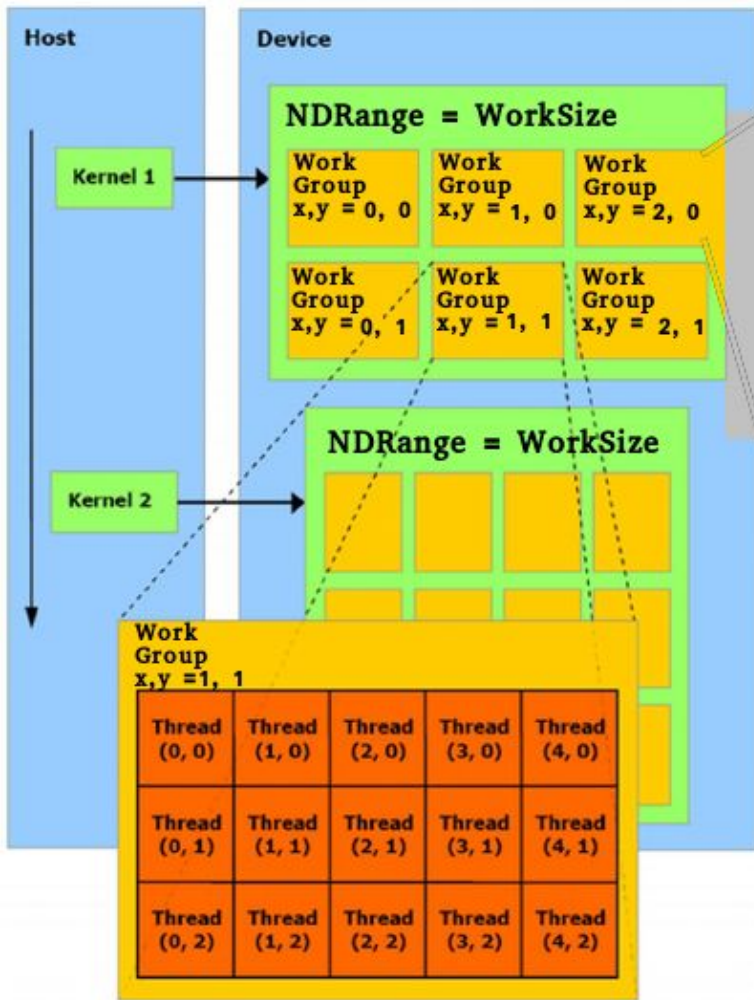 Host
Device
NDRange = WorkSize
Kernel 1
Work
Group
x,y = 0, 0
Work
Group
x,y = 1, 0
Work
Group
x,y = 2, 0
Work
Group
x,y = 0, 1
Work
Group
x,y = 1, 1
Work
Group
x,y = 2, 1
NDRange = WorkSize
Kernel 2
Work
Group
x,y =1, 1
Thread
(0, 0)
Thread
(1, 0)
Thread
(2, 0)
Thread
(3, 0)
Thread
(4, 0)
Thread
(0, 1)
Thread
(1, 1)
Thread
(2, 1)
Thread
(3, 1)
Thread
(4, 1)
Thread
(0, 2)
Thread
(1, 2)
Thread
(2, 2)
Thread
(3, 2)
Thread
(4, 2)